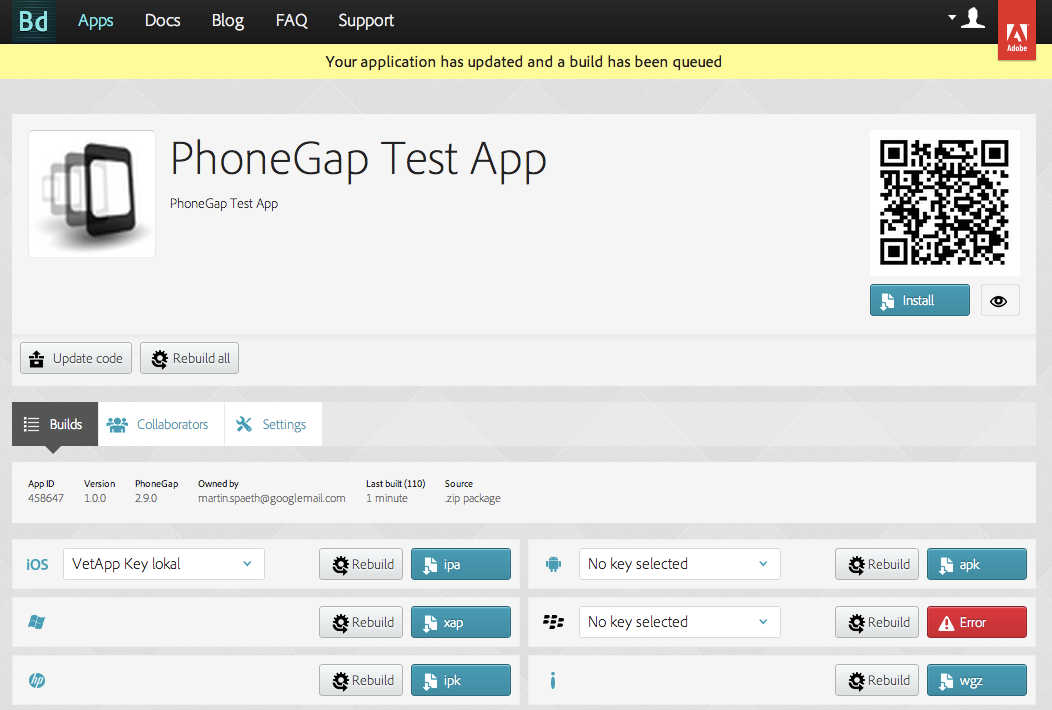 Bd Apps Docs Blog FAQ Support
Adobe
Your application has updated and a build has been queued
PhoneGap Test App
PhoneGap Test App
Install
Update code Rebuild all
Builds Collaborators Settings
App ID Version PhoneGap Owned by Last built (110) Source
458647 1.0.0 2.9.0 martin.spaeth@googlemail.com 1 minute .zip package
iOS VetApp Key lokal Rebuild ipa No key selected Rebuild apk
Rebuild xap No key selected Rebuild Error
hp Rebuild ipk Rebuild wgz